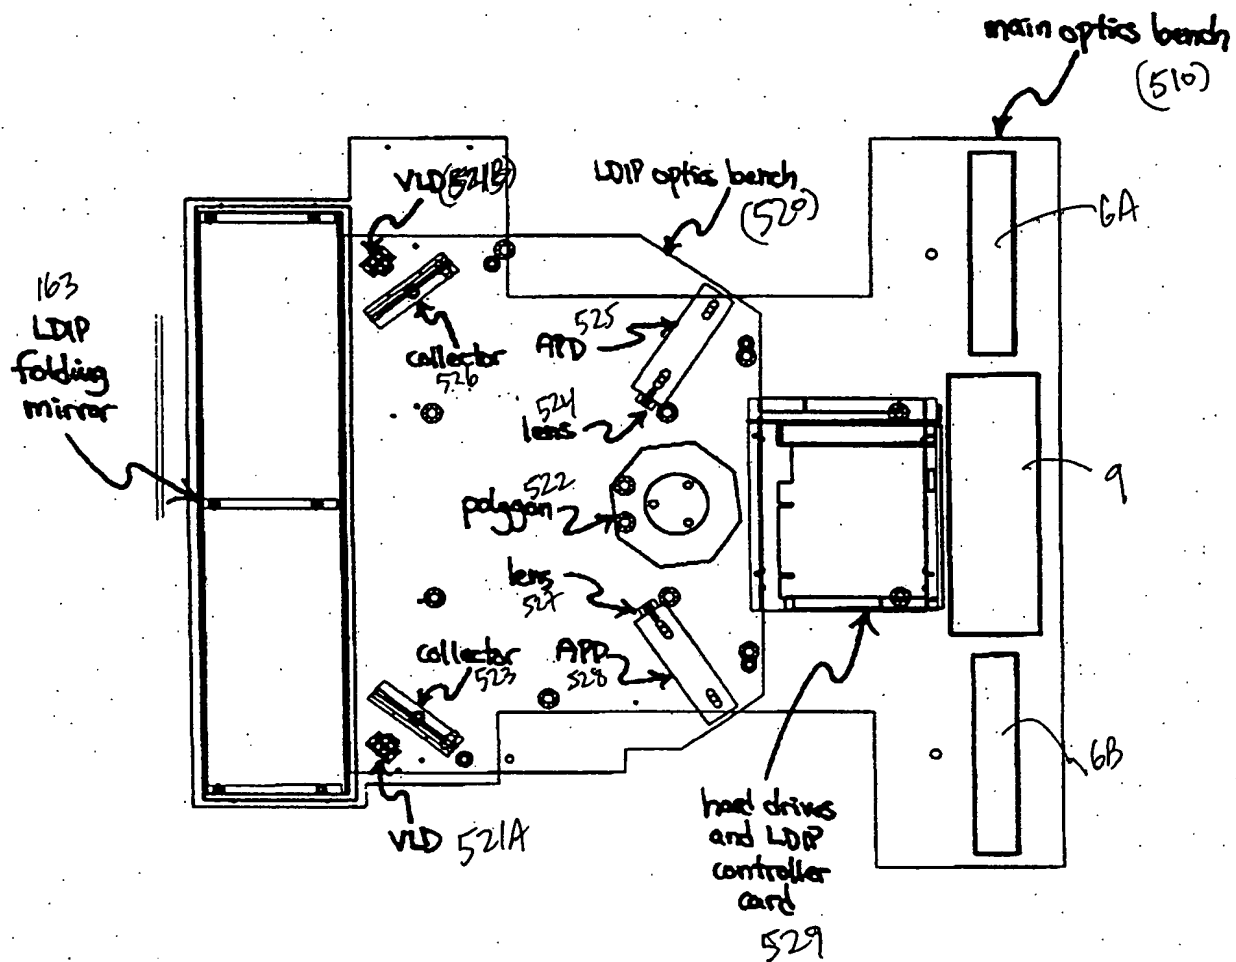 main optics bench
(510)
VLD(521B)
LDIP optics bench
(520)
6A
163
LDIP
folding
mirror
525
APD
collector
526
524
lens
522
polygon
9
lens
527
collector
523
APD
528
6B
VLD 521A
hard drives
and LDIP
controller
card
529